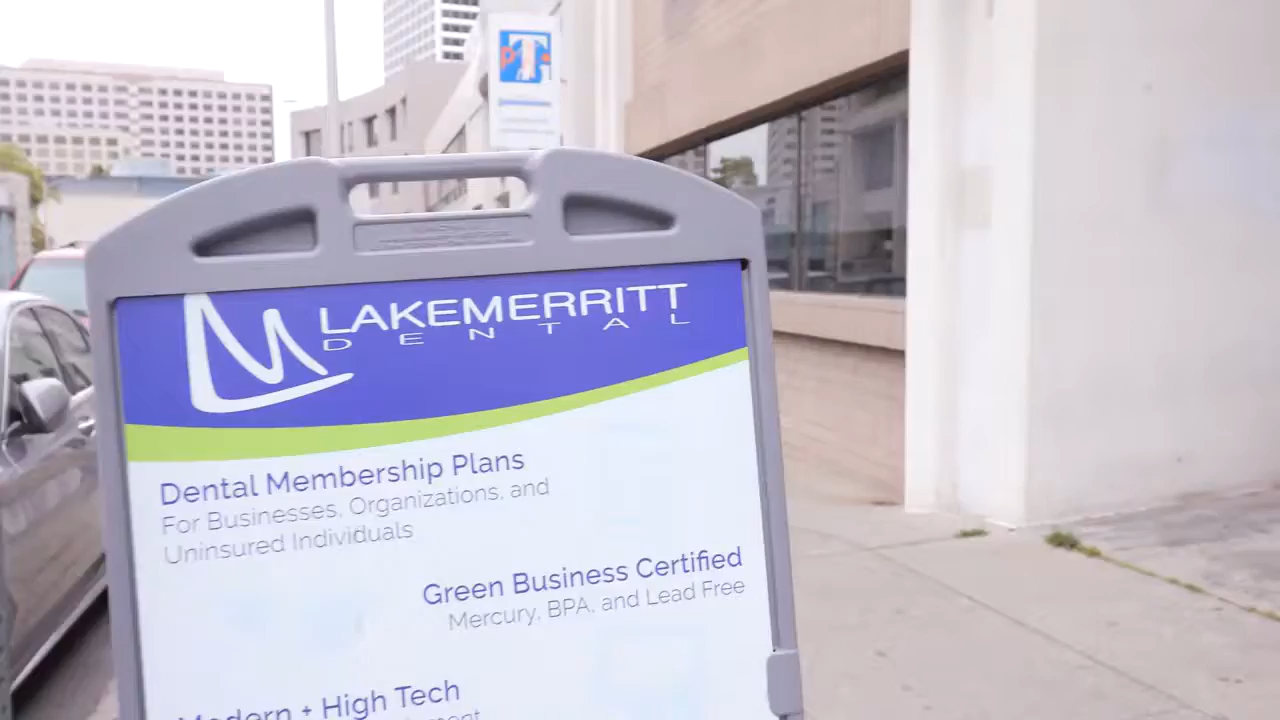 PTi
LAKEMERRITT
DENTAL
Dental Membership Plans
For Businesses, Organizations, and
Uninsured Individuals
Green Business Certified
Mercury, BPA, and Lead Free
Modern + High Tech